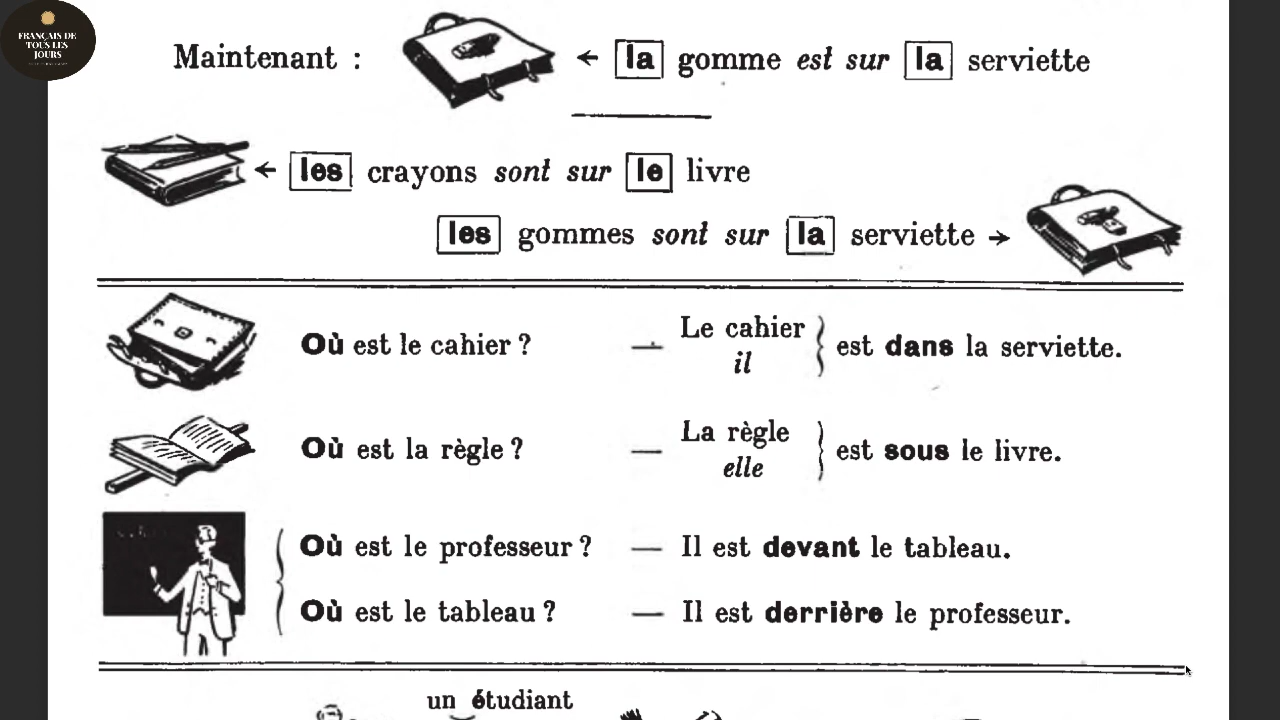 FRANÇAIS DE
TOUS LES
JOURS
Maintenant : ← la gomme est sur la serviette
← les crayons sont sur le livre
les gommes sont sur la serviette →
Où est le cahier ? — Le cahier
il } est dans la serviette.
Où est la règle ? — La règle
elle } est sous le livre.
{ Où est le professeur ? — Il est devant le tableau.
Où est le tableau ? — Il est derrière le professeur.
un étudiant